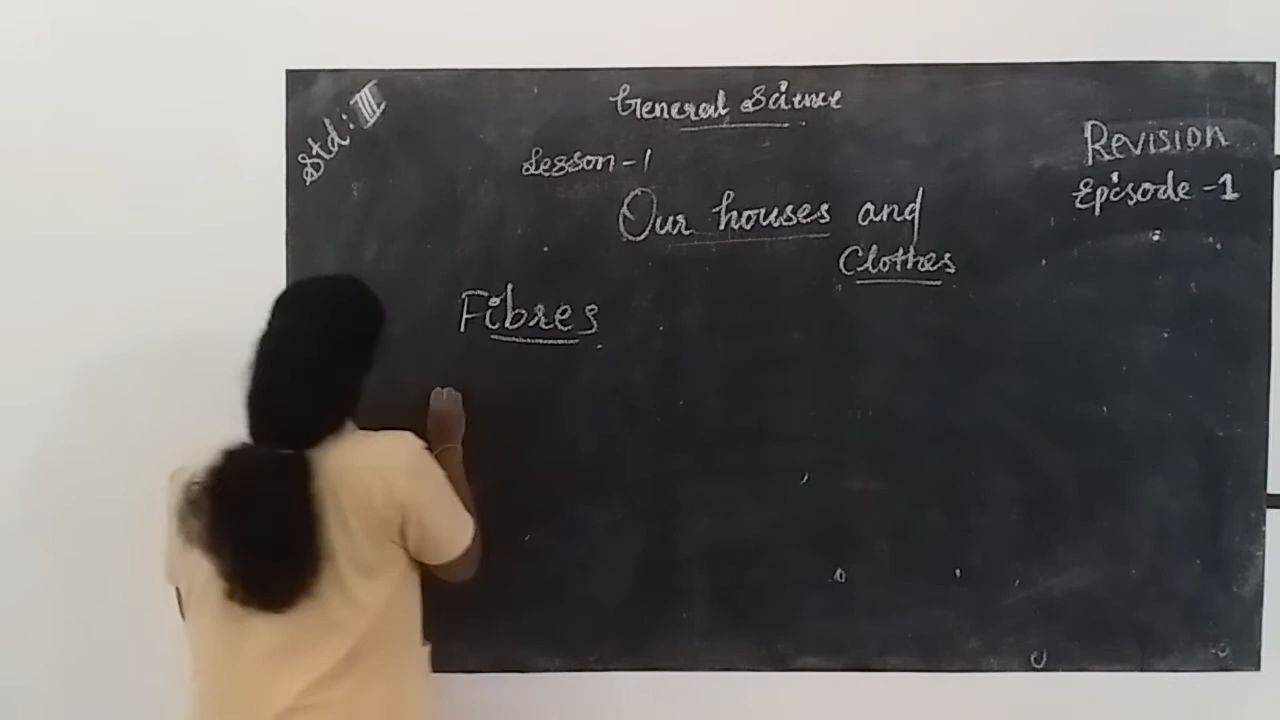 Std: III
General Science
Revision
Episode - 1
Lesson - 1
Our houses and
Clothes
Fibres